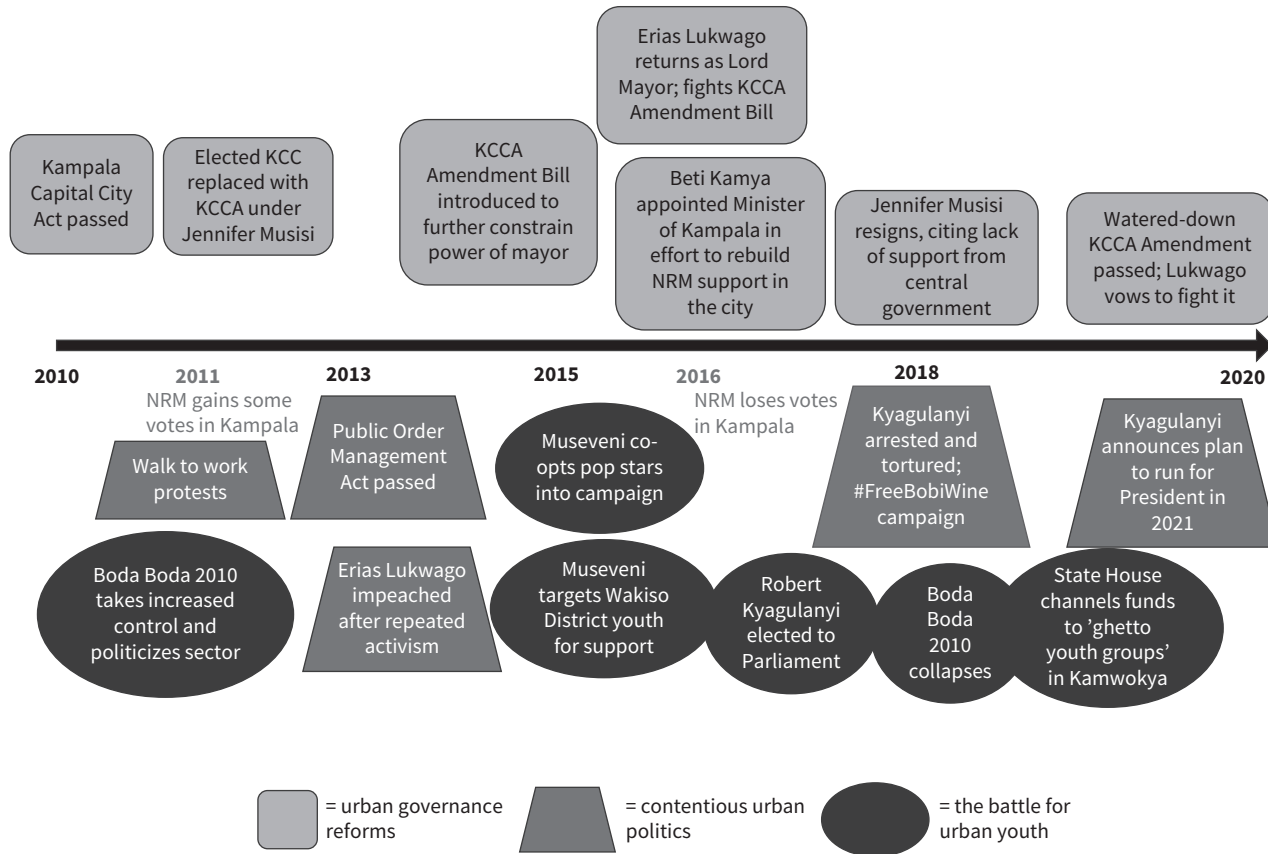 Kampala
Capital City
Act passed
Elected KCC
replaced with
KCCA under
Jennifer Musisi
KCCA
Amendment Bill
introduced to
further constrain
power of mayor
Erias Lukwago
returns as Lord
Mayor; fights KCCA
Amendment Bill
Beti Kamya
appointed Minister
of Kampala in
effort to rebuild
NRM support in
the city
Jennifer Musisi
resigns, citing lack
of support from
central
government
Watered-down
KCCA Amendment
passed; Lukwago
vows to fight it
2010
2011
NRM gains some
votes in Kampala
2013
2015
2016
NRM loses votes
in Kampala
2018
2020
Walk to work
protests
Public Order
Management
Act passed
Museveni co-
opts pop stars
into campaign
Kyagulanyi
arrested and
tortured;
#FreeBobiWine
campaign
Kyagulanyi
announces plan
to run for
President in
2021
Boda Boda 2010
takes increased
control and
politicizes sector
Erias Lukwago
impeached
after repeated
activism
Museveni
targets Wakiso
District youth
for support
Robert
Kyagulanyi
elected to
Parliament
Boda
Boda
2010
collapses
State House
channels funds
to 'ghetto
youth groups'
in Kamwokya
= urban governance
reforms
= contentious urban
politics
= the battle for
urban youth